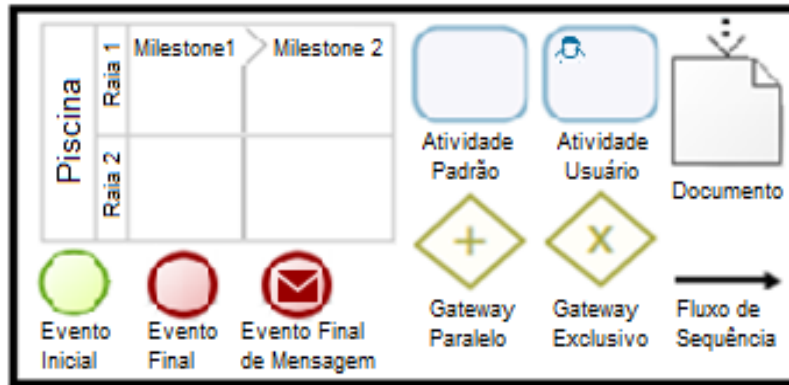 Piscina
Raia 1
Raia 2
Milestone1
Milestone 2
Atividade
Padrão
Atividade
Usuário
Documento
Evento
Inicial
Evento
Final
Evento Final
de Mensagem
Gateway
Paralelo
Gateway
Exclusivo
Fluxo de
Sequência